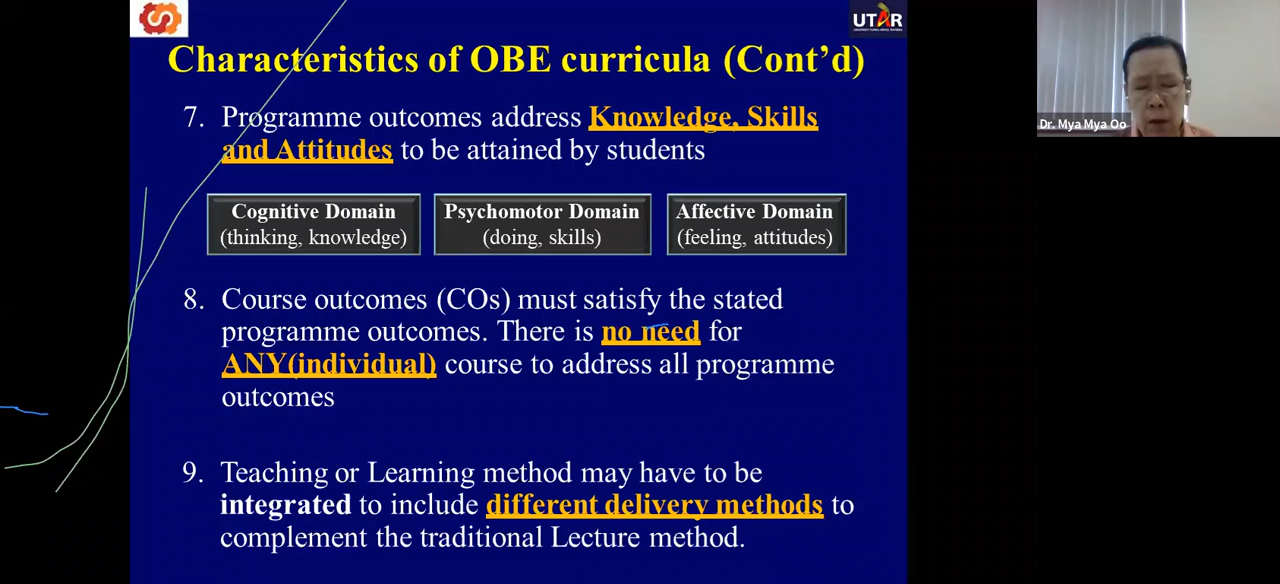 UTAR
Characteristics of OBE curricula (Cont'd)
Dr. Mya Mya Oo
7. Programme outcomes address Knowledge, Skills
and Attitudes to be attained by students
Cognitive Domain
(thinking, knowledge)
Psychomotor Domain
(doing, skills)
Affective Domain
(feeling, attitudes)
8. Course outcomes (COs) must satisfy the stated
programme outcomes. There is no need for
ANY(individual) course to address all programme
outcomes
9. Teaching or Learning method may have to be
integrated to include different delivery methods to
complement the traditional Lecture method.